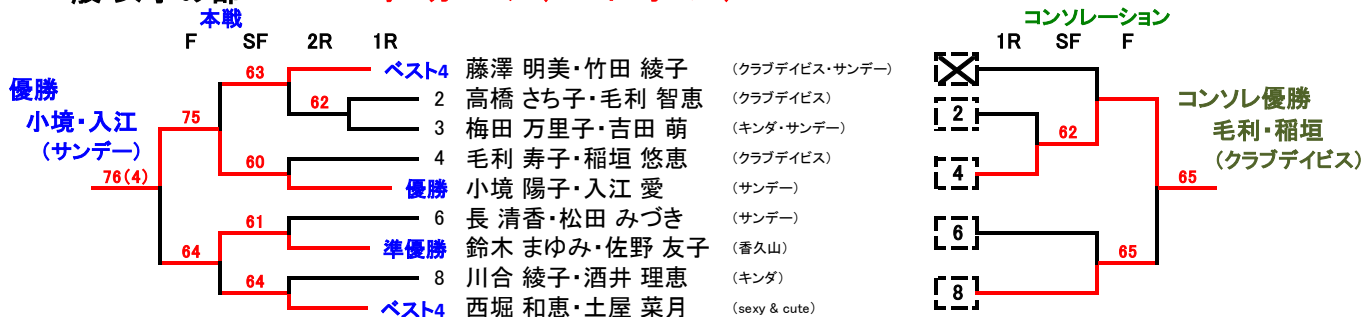 本戦
コンソレーション
F SF 2R 1R
1R SF F
63 ベスト4 藤澤 明美・竹田 綾子 (クラブデイビス・サンデー)
優勝
小境・入江
(サンデー)
75 62 2 高橋 さち子・毛利 智恵 (クラブデイビス) 2
3 梅田 万里子・吉田 萌 (キンダ・サンデー) 62
コンソレ優勝
毛利・稲垣
(クラブデイビス)
76(4) 60 4 毛利 寿子・稲垣 悠恵 (クラブデイビス) 4
優勝 小境 陽子・入江 愛 (サンデー) 65
61 6 長 清香・松田 みづき (サンデー) 6
64 準優勝 鈴木 まゆみ・佐野 友子 (香久山) 65
64 8 川合 綾子・酒井 理恵 (キンダ) 8
ベスト4 西堀 和恵・土屋 菜月 (sexy & cute)